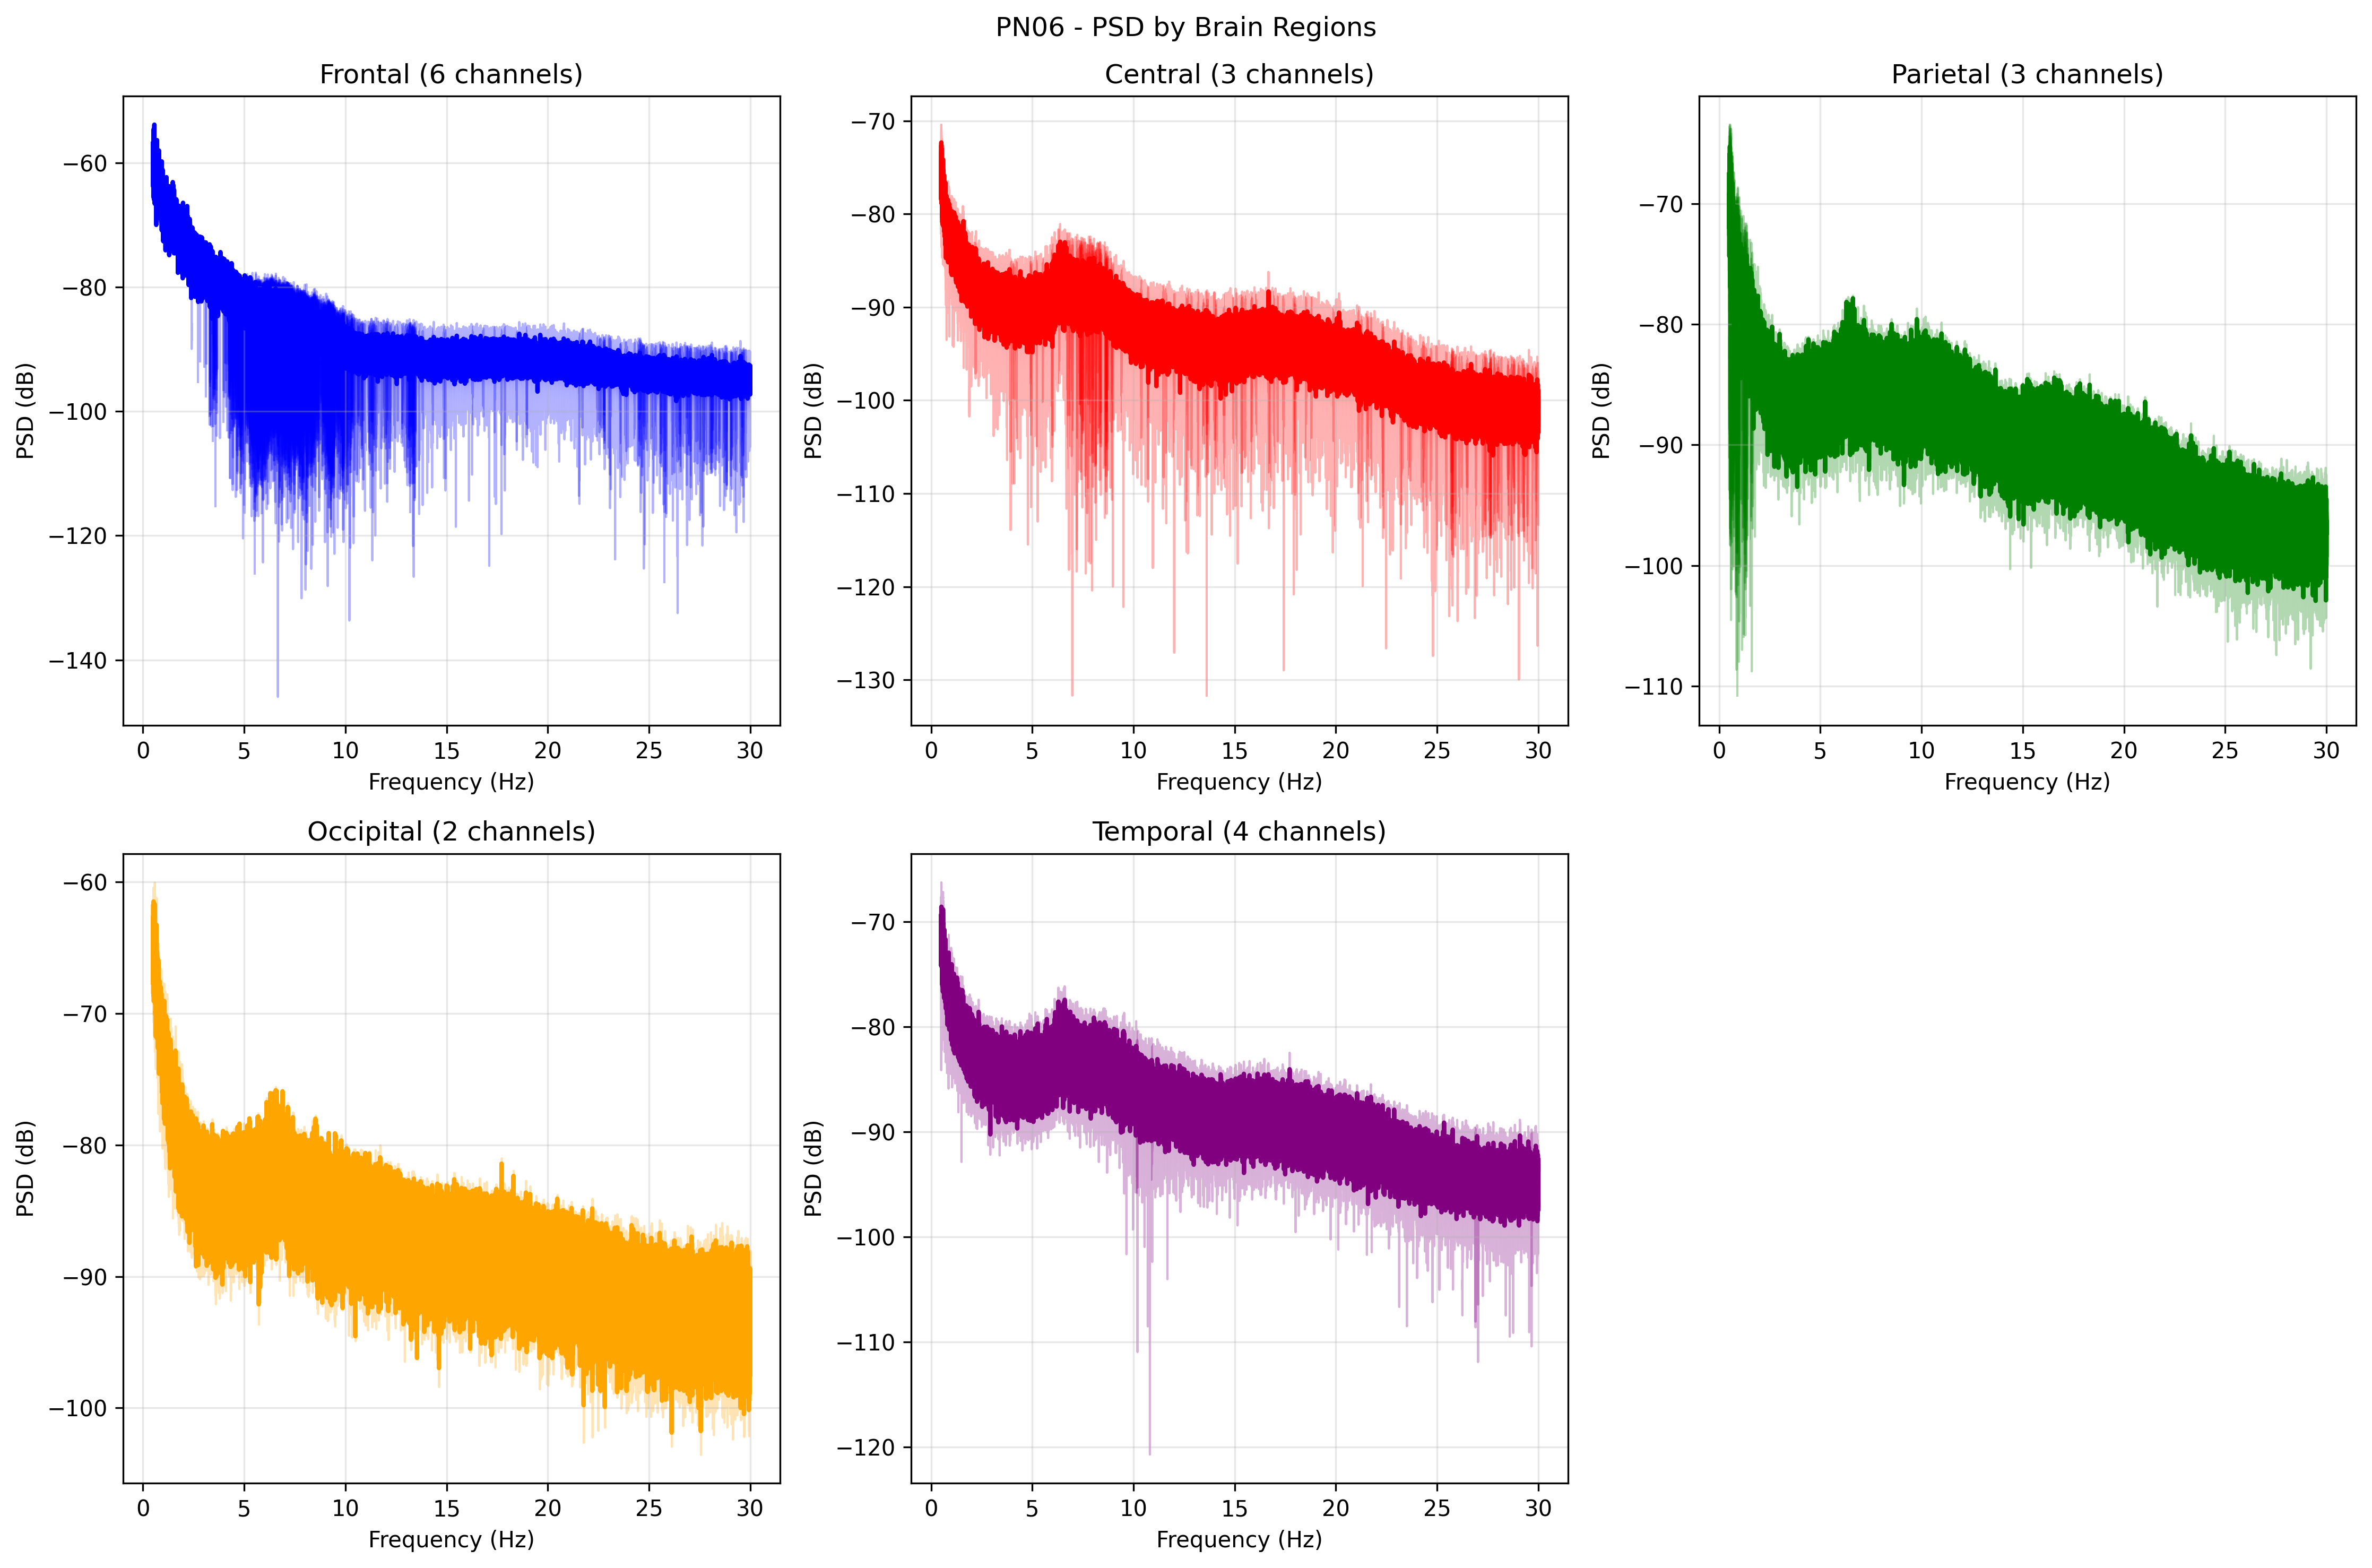 PN06 - PSD by Brain Regions
Frontal (6 channels)
PSD (dB)
−60
−80
−100
−120
−140
0 5 10 15 20 25 30
Frequency (Hz)
Central (3 channels)
PSD (dB)
−70
−80
−90
−100
−110
−120
−130
0 5 10 15 20 25 30
Frequency (Hz)
Parietal (3 channels)
PSD (dB)
−70
−80
−90
−100
−110
0 5 10 15 20 25 30
Frequency (Hz)
Occipital (2 channels)
PSD (dB)
−60
−70
−80
−90
−100
0 5 10 15 20 25 30
Frequency (Hz)
Temporal (4 channels)
PSD (dB)
−70
−80
−90
−100
−110
−120
0 5 10 15 20 25 30
Frequency (Hz)